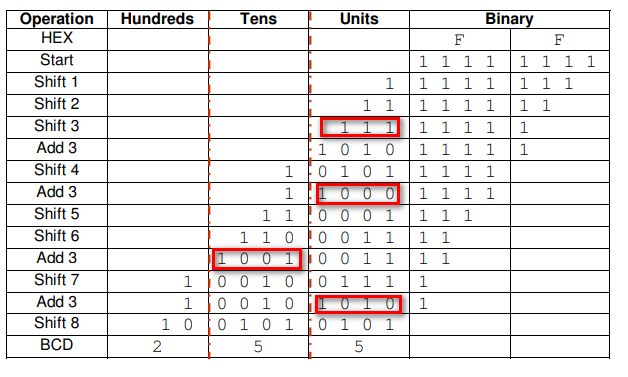 Operation Hundreds Tens Units Binary
HEX F F
Start 1 1 1 1 1 1 1 1
Shift 1 1 1 1 1 1 1 1 1
Shift 2 1 1 1 1 1 1 1 1
Shift 3 1 1 1 1 1 1 1 1
Add 3 1 0 1 0 1 1 1 1 1
Shift 4 1 0 1 0 1 1 1 1 1
Add 3 1 1 0 0 0 1 1 1 1
Shift 5 1 1 0 0 0 1 1 1 1
Shift 6 1 1 0 0 0 1 1 1 1
Add 3 1 0 0 1 0 0 1 1 1 1
Shift 7 1 0 0 1 0 0 1 1 1 1
Add 3 1 0 0 1 0 1 0 1 0 1
Shift 8 1 0 0 1 0 1 0 1 0 1
BCD 2 5 5